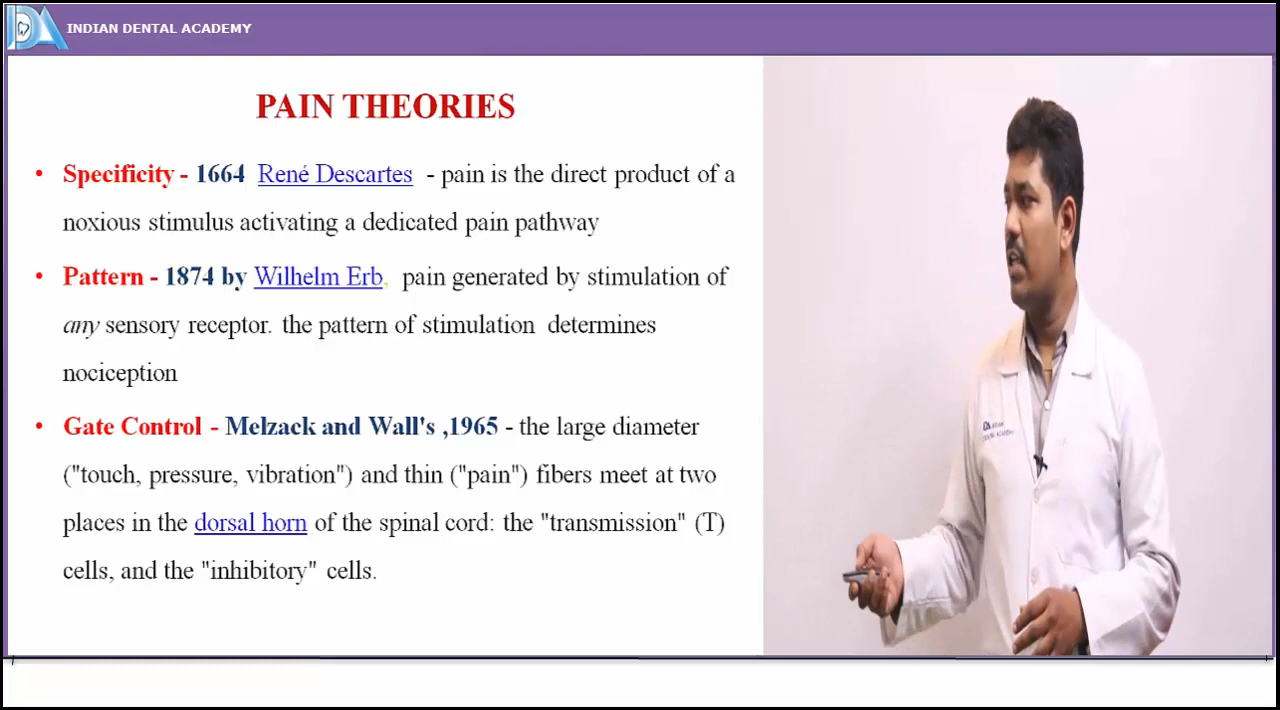 INDIAN DENTAL ACADEMY
PAIN THEORIES
• Specificity - 1664 René Descartes - pain is the direct product of a
noxious stimulus activating a dedicated pain pathway
• Pattern - 1874 by Wilhelm Erb, pain generated by stimulation of
any sensory receptor. the pattern of stimulation determines
nociception
• Gate Control - Melzack and Wall's ,1965 - the large diameter
("touch, pressure, vibration") and thin ("pain") fibers meet at two
places in the dorsal horn of the spinal cord: the "transmission" (T)
cells, and the "inhibitory" cells.